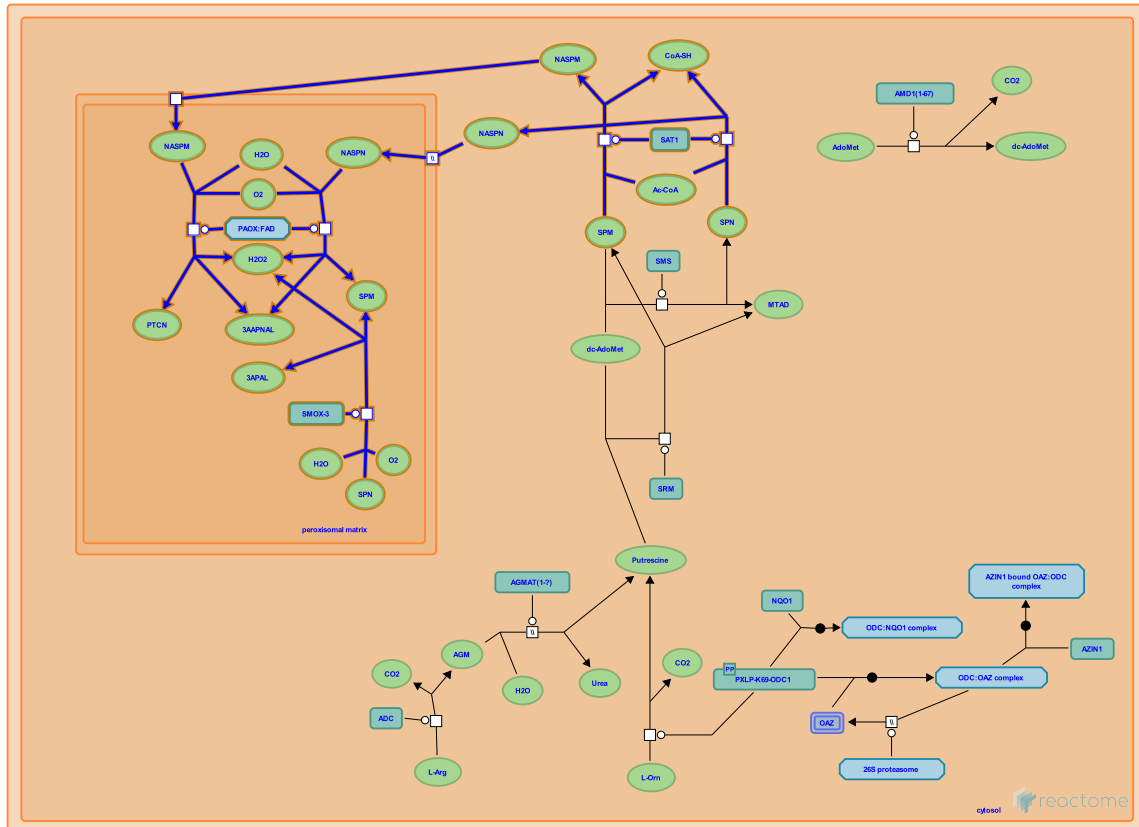 NASPM
CoA-SH
CO2
AMD1(1-67)
AdoMet
dc-AdoMet
NASPM
H2O
NASPN
NASPN
SAT1
O2
Ac-CoA
PAOX:FAD
SPM
SPN
H2O2
SMS
SPM
MTAD
PTCN
3AAPNAL
dc-AdoMet
3APAL
SMOX-3
H2O
O2
SPN
SRM
peroxisomal matrix
Putrescine
AGMAT(1-?)
AZIN1 bound OAZ:ODC
complex
NQO1
ODC:NQO1 complex
AGM
CO2
AZIN1
CO2
H2O
Urea
PP
PXLP-K69-ODC1
ODC:OAZ complex
ADC
OAZ
L-Arg
L-Orn
26S proteasome
cytosol
reactome